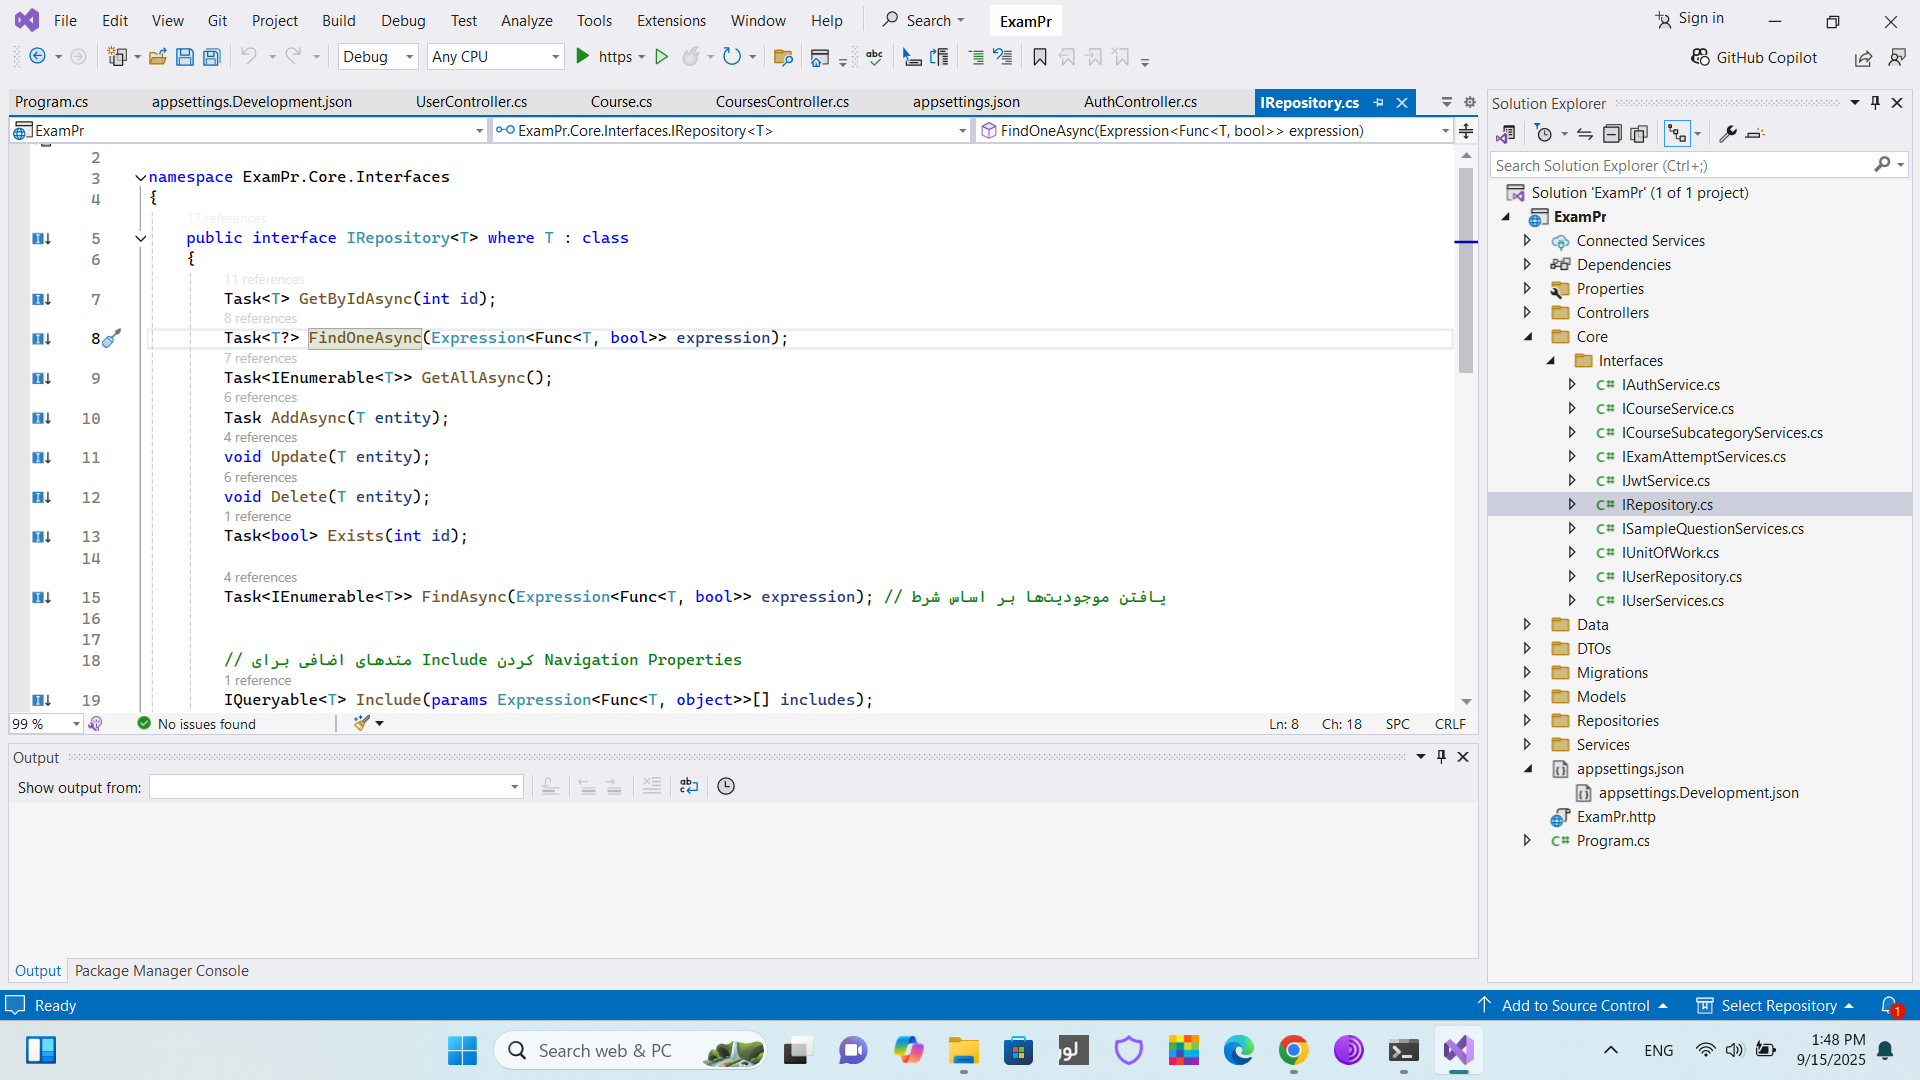 File Edit View Git Project Build Debug Test Analyze Tools Extensions Window Help Search ExamPr Sign in
Debug Any CPU https GitHub Copilot
Program.cs appsettings.Development.json UserController.cs Course.cs CoursesController.cs appsettings.json AuthController.cs IRepository.cs
ExamPr ExamPr.Core.Interfaces.IRepository<T> FindOneAsync(Expression<Func<T, bool>> expression)
2
3 namespace ExamPr.Core.Interfaces
4 {
17 references
5 public interface IRepository<T> where T : class
6 {
11 references
7 Task<T> GetByIdAsync(int id);
8 references
8 Task<T?> FindOneAsync(Expression<Func<T, bool>> expression);
7 references
9 Task<IEnumerable<T>> GetAllAsync();
6 references
10 Task AddAsync(T entity);
4 references
11 void Update(T entity);
6 references
12 void Delete(T entity);
1 reference
13 Task<bool> Exists(int id);
14
4 references
15 Task<IEnumerable<T>> FindAsync(Expression<Func<T, bool>> expression); // یافتن موجودیت‌ها بر اساس شرط
16
17
18 // متدهای اضافی برای Include کردن Navigation Properties
1 reference
19 IQueryable<T> Include(params Expression<Func<T, object>>[] includes);
99 % No issues found Ln: 8 Ch: 18 SPC CRLF
Output
Show output from:
Output Package Manager Console
Solution Explorer
Search Solution Explorer (Ctrl+;)
Solution 'ExamPr' (1 of 1 project)
ExamPr
Connected Services
Dependencies
Properties
Controllers
Core
Interfaces
C# IAuthService.cs
C# ICourseService.cs
C# ICourseSubcategoryServices.cs
C# IExamAttemptServices.cs
C# IJwtService.cs
C# IRepository.cs
C# ISampleQuestionServices.cs
C# IUnitOfWork.cs
C# IUserRepository.cs
C# IUserServices.cs
Data
DTOs
Migrations
Models
Repositories
Services
appsettings.json
appsettings.Development.json
ExamPr.http
C# Program.cs
Ready Add to Source Control Select Repository 1
Search web & PC ENG 1:48 PM
9/15/2025